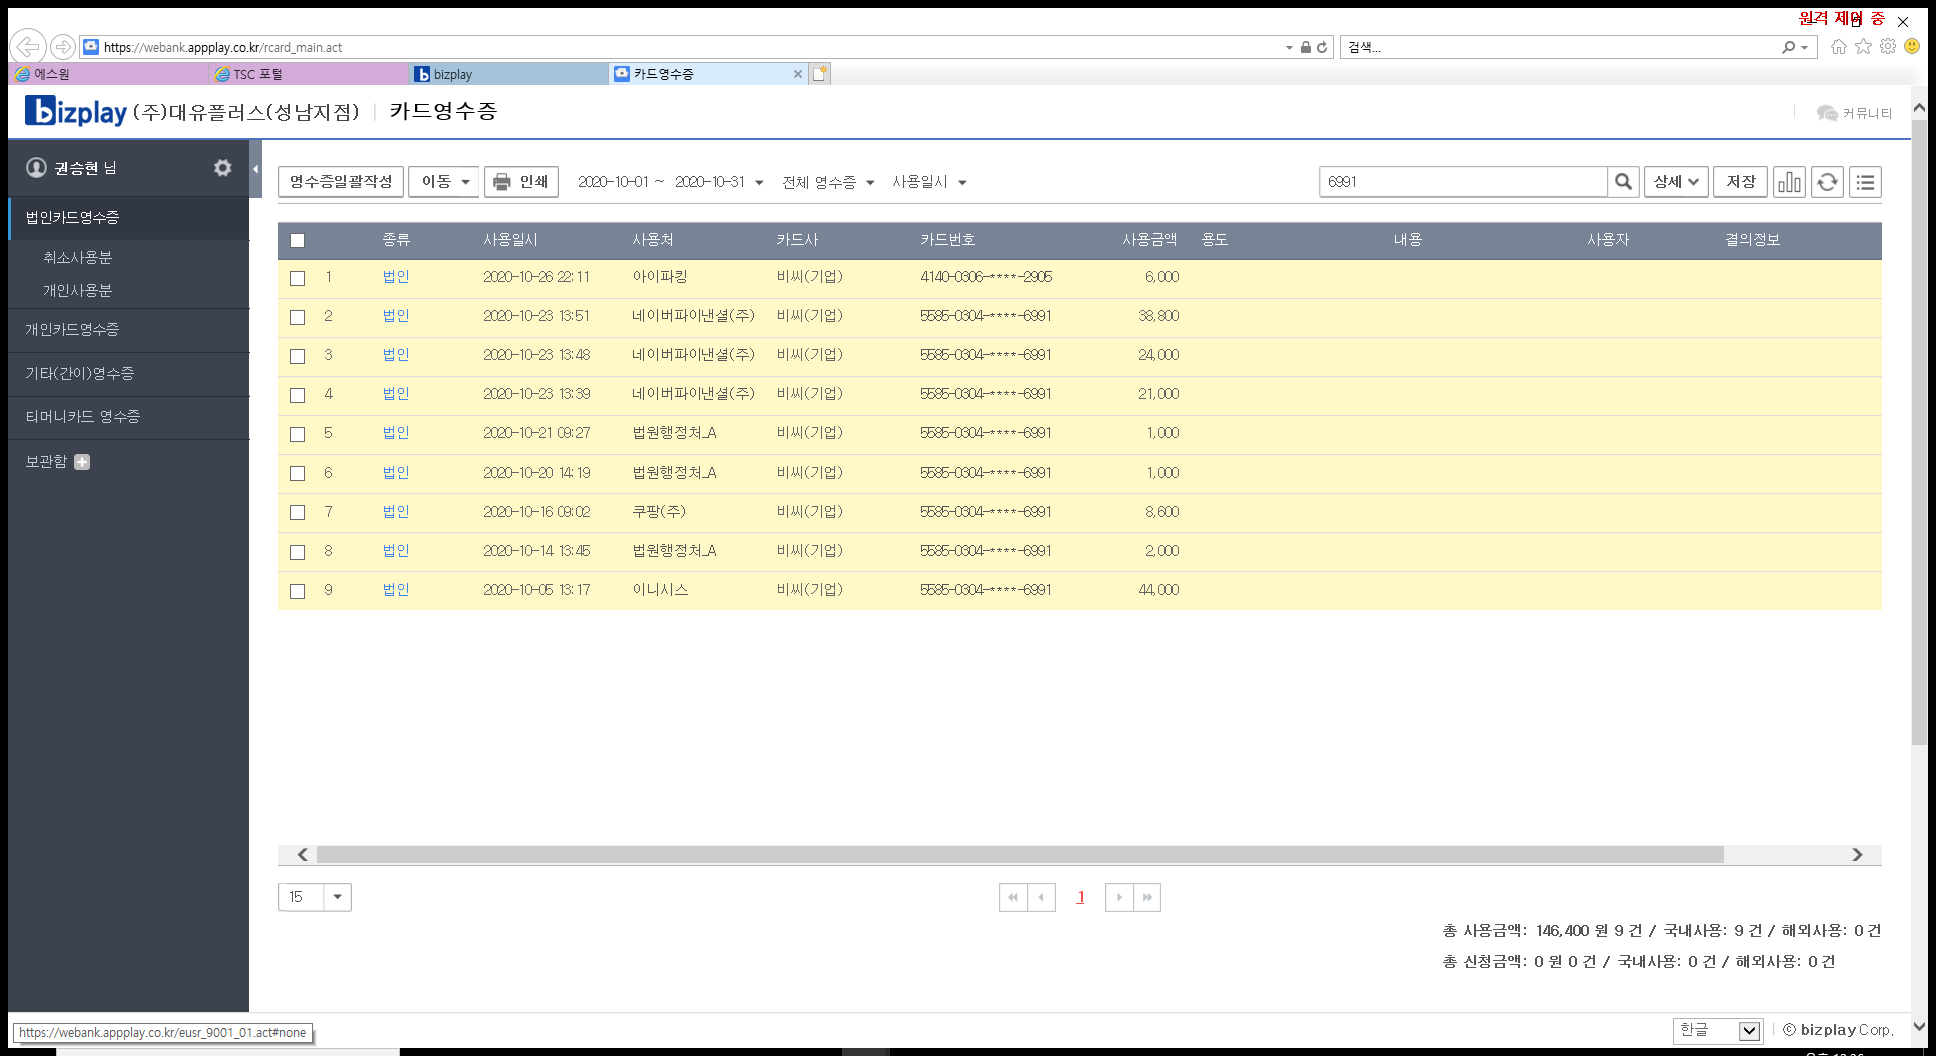 원격 제어 중
https://webank.appplay.co.kr/rcard_main.act 검색...
에스원 TSC 포털 bizplay 카드영수증
bizplay (주)대유플러스(성남지점) 카드영수증 커뮤니티
권승현 님
법인카드영수증
취소사용분
개인사용분
개인카드영수증
기타(간이)영수증
티머니카드 영수증
보관함
영수증일괄작성 이동 인쇄 2020-10-01 ~ 2020-10-31 전체 영수증 사용일시 6991 상세 저장
종류 사용일시 사용처 카드사 카드번호 사용금액 용도 내용 사용자 결의정보
1 법인 2020-10-26 22:11 아이파킹 비씨(기업) 4140-0306-****-2905 6,000
2 법인 2020-10-23 13:51 네이버파이낸셜(주) 비씨(기업) 5585-0304-****-6991 38,800
3 법인 2020-10-23 13:48 네이버파이낸셜(주) 비씨(기업) 5585-0304-****-6991 24,000
4 법인 2020-10-23 13:39 네이버파이낸셜(주) 비씨(기업) 5585-0304-****-6991 21,000
5 법인 2020-10-21 09:27 법원행정처_A 비씨(기업) 5585-0304-****-6991 1,000
6 법인 2020-10-20 14:19 법원행정처_A 비씨(기업) 5585-0304-****-6991 1,000
7 법인 2020-10-16 09:02 쿠팡(주) 비씨(기업) 5585-0304-****-6991 8,600
8 법인 2020-10-14 13:45 법원행정처_A 비씨(기업) 5585-0304-****-6991 2,000
9 법인 2020-10-05 13:17 이니시스 비씨(기업) 5585-0304-****-6991 44,000
15 1
총 사용금액: 146,400 원 9 건 / 국내사용: 9 건 / 해외사용: 0 건
총 신청금액: 0 원 0 건 / 국내사용: 0 건 / 해외사용: 0 건
https://webank.appplay.co.kr/eusr_9001_01.act#none
한글 © bizplay Corp.